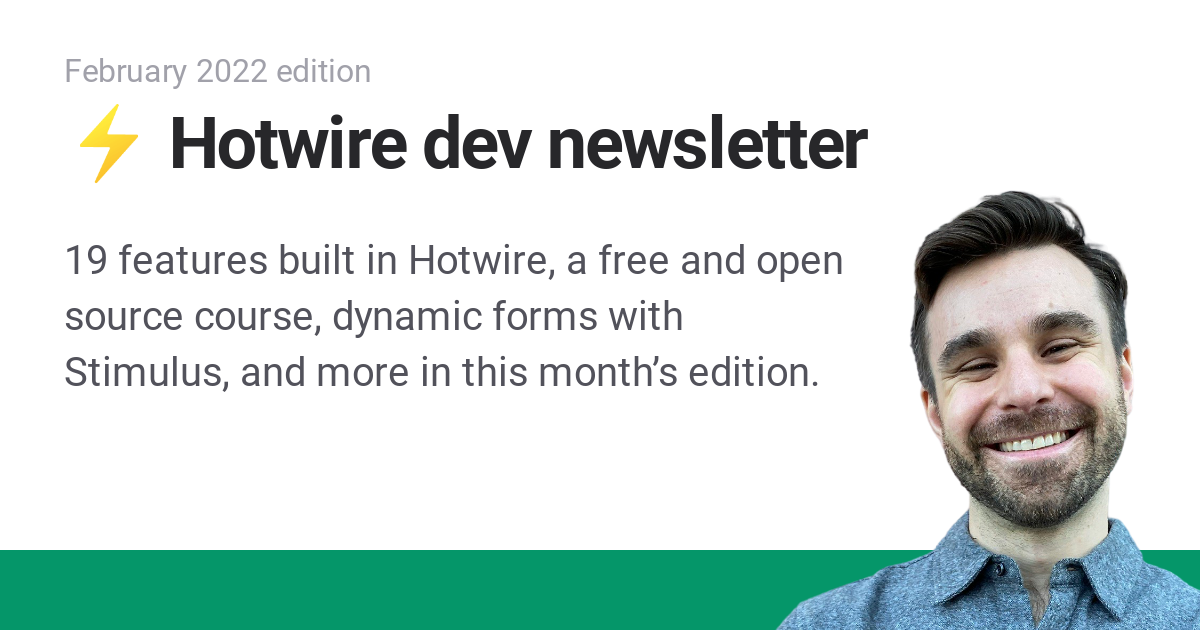 February 2022 edition
⚡ Hotwire dev newsletter
19 features built in Hotwire, a free and open
source course, dynamic forms with
Stimulus, and more in this month’s edition.